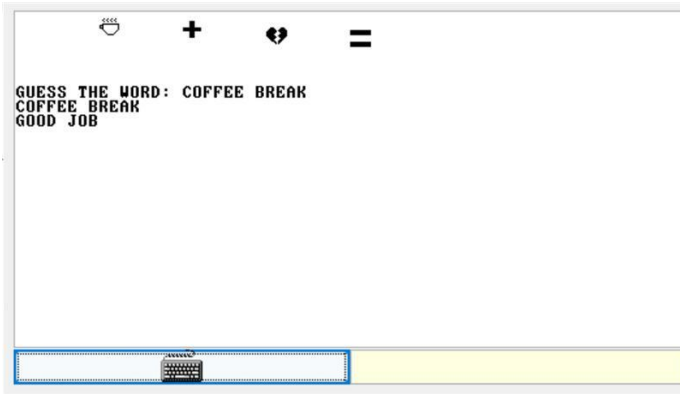 + =
GUESS THE WORD: COFFEE BREAK
COFFEE BREAK
GOOD JOB